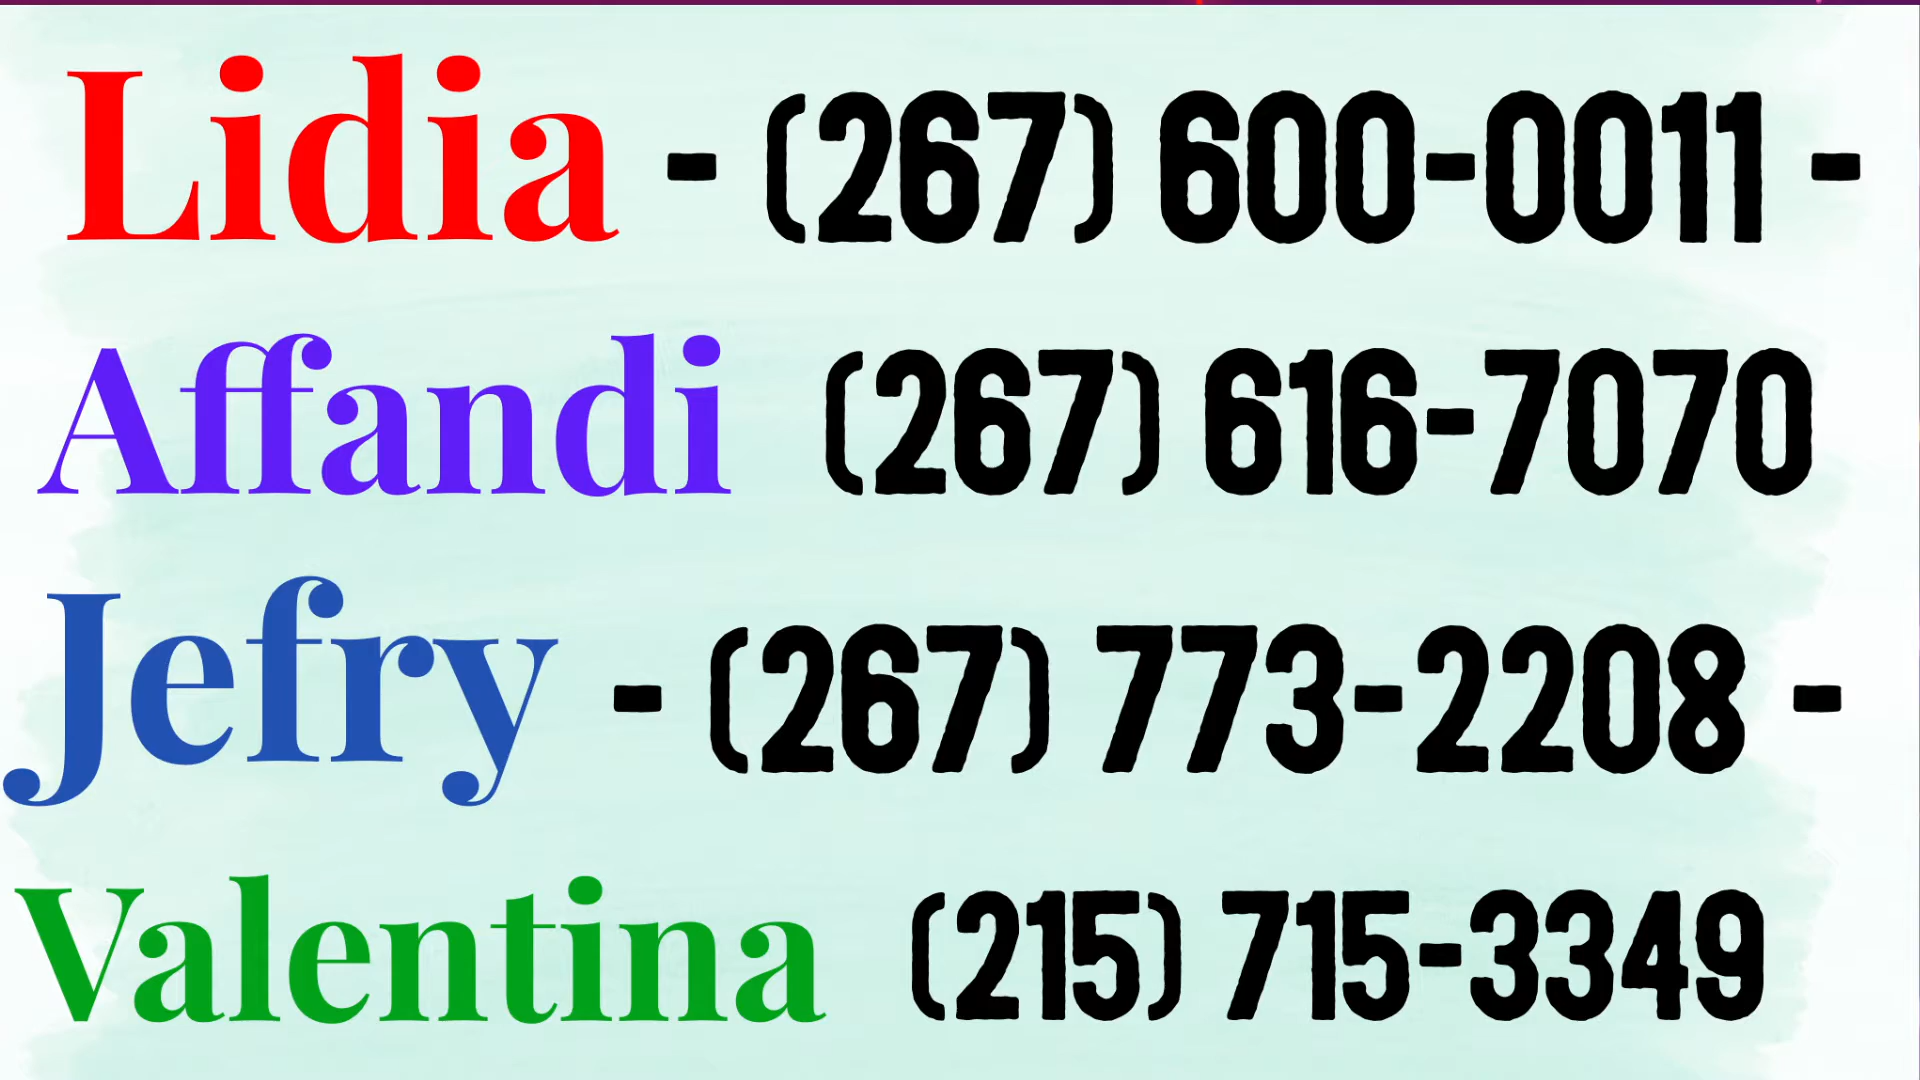 Lidia - (267) 600-0011 -
Affandi (267) 616-7070
Jefry - (267) 773-2208 -
Valentina (215) 715-3349